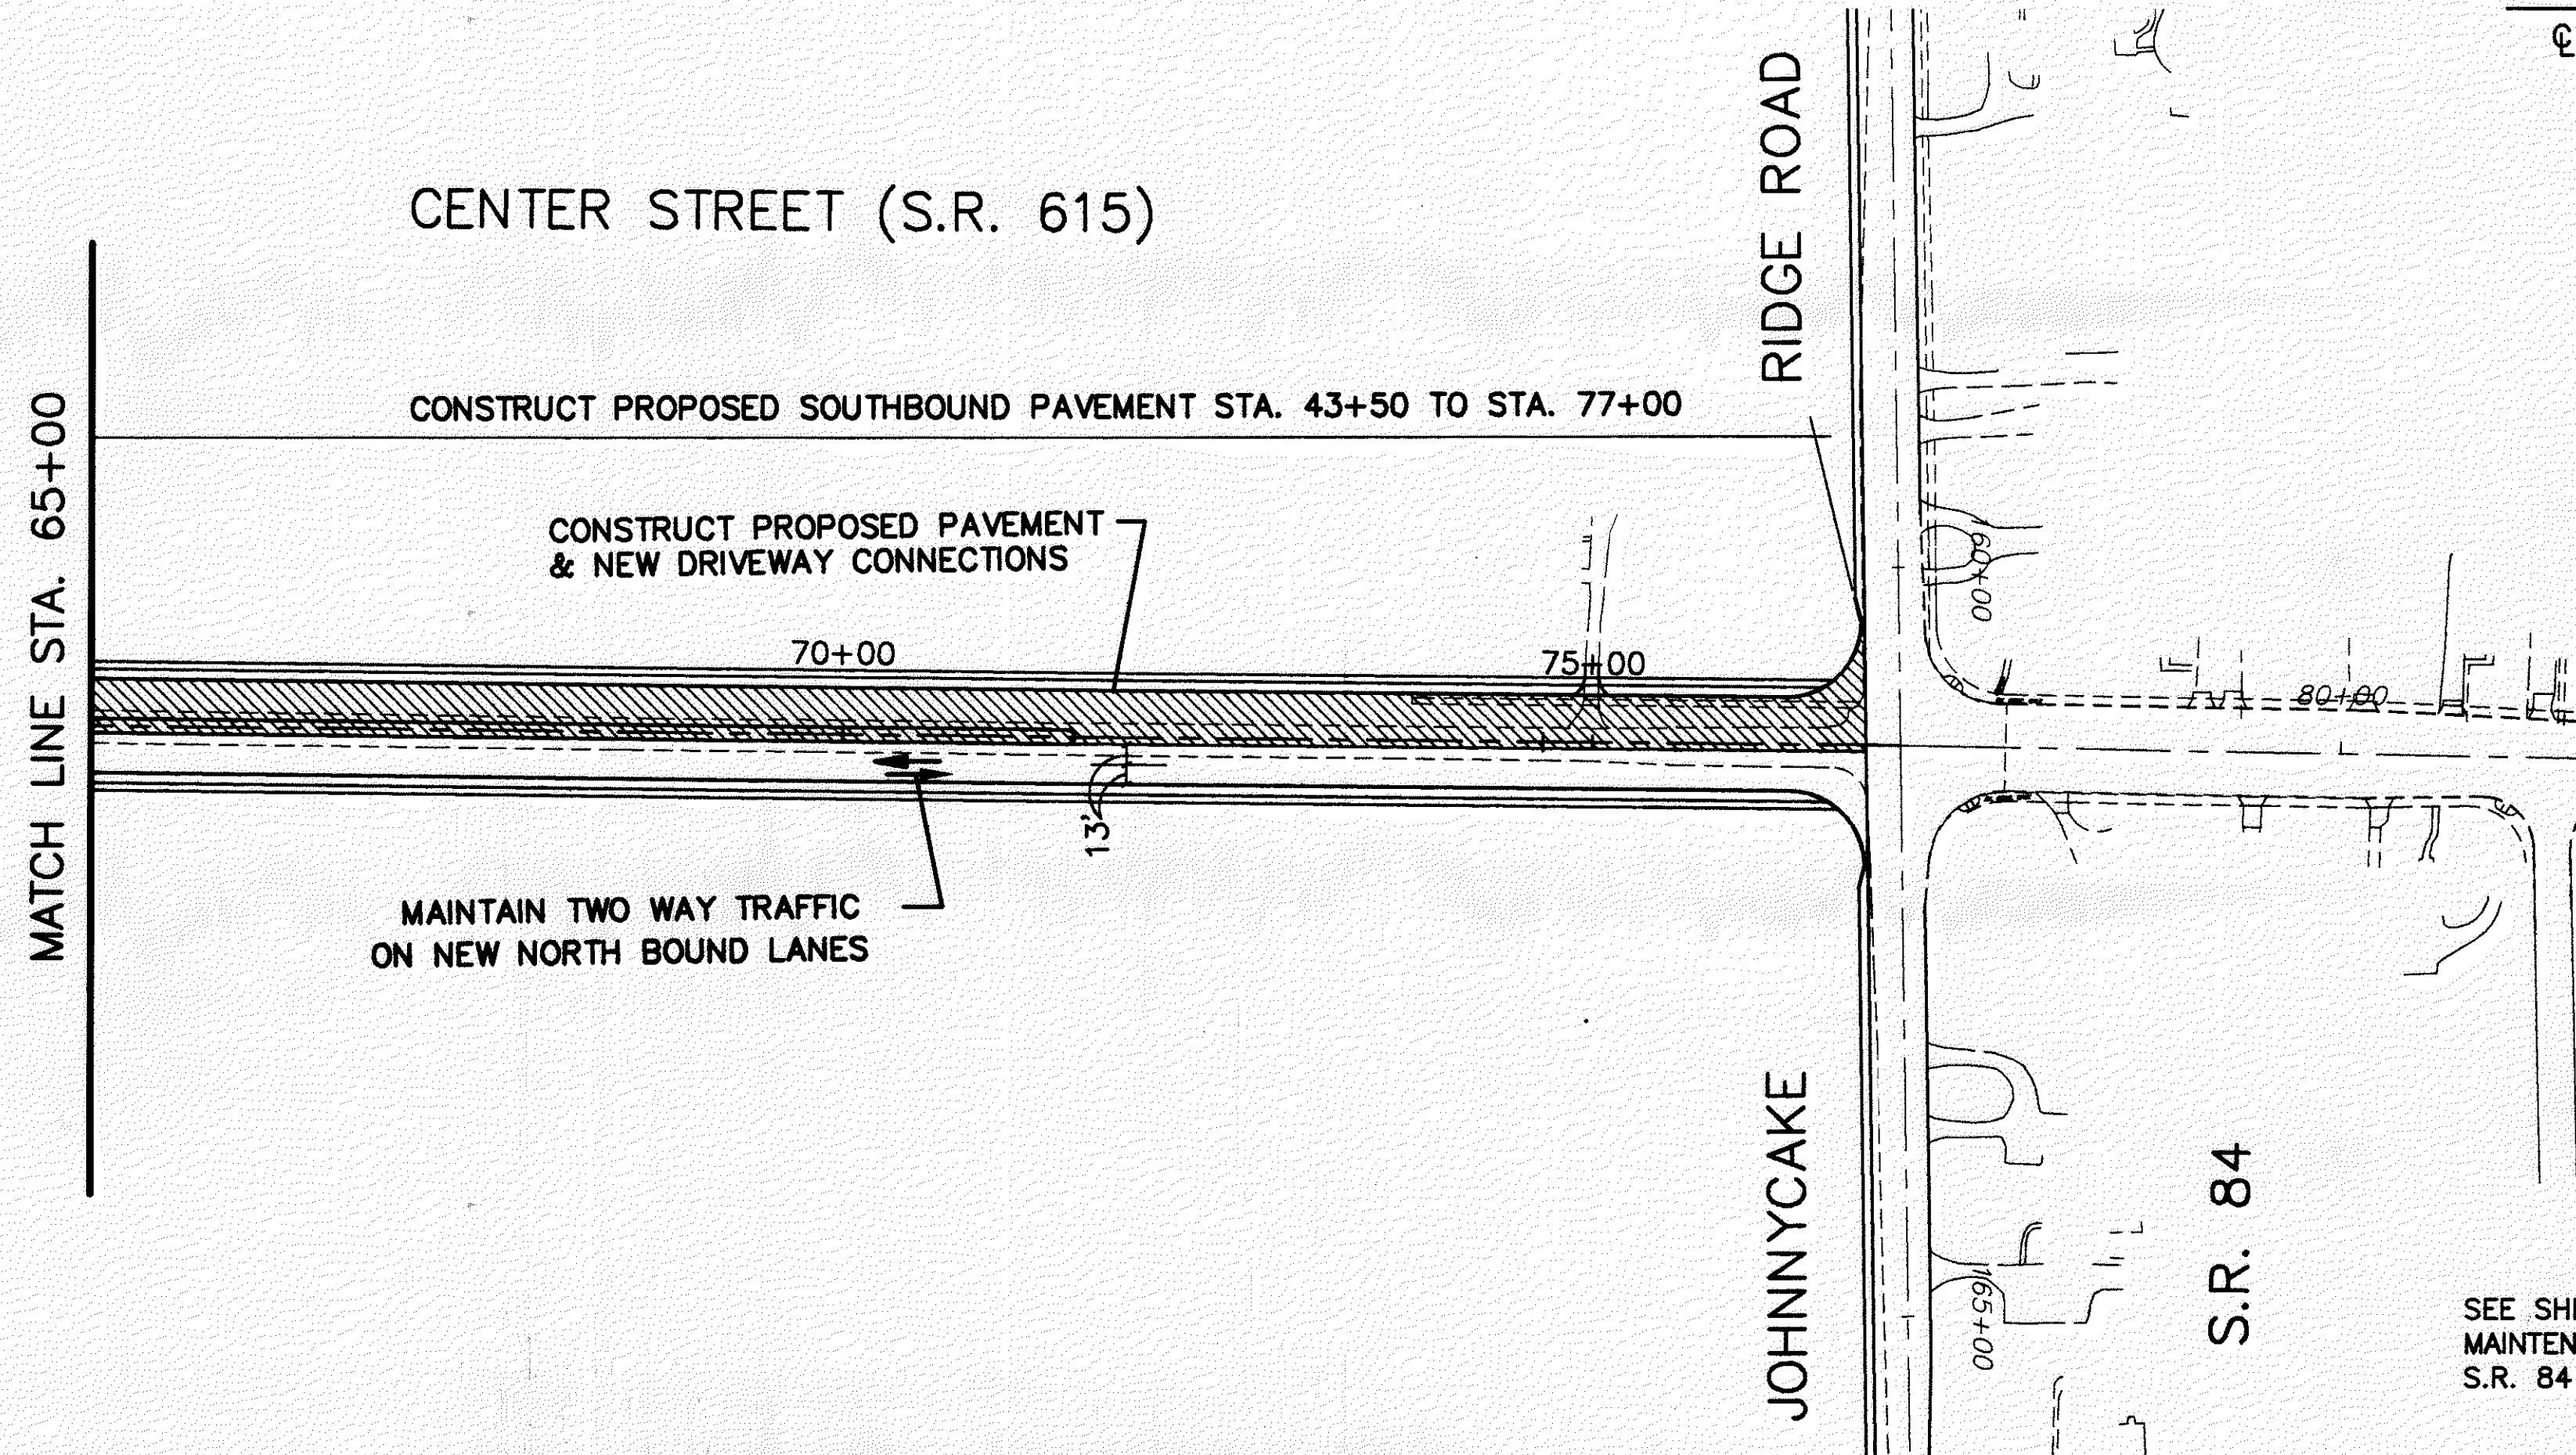 ℄
CENTER STREET (S.R. 615)
RIDGE ROAD
MATCH LINE STA. 65+00
CONSTRUCT PROPOSED SOUTHBOUND PAVEMENT STA. 43+50 TO STA. 77+00
CONSTRUCT PROPOSED PAVEMENT
& NEW DRIVEWAY CONNECTIONS
160+00
70+00
75+00
80+00
13'
MAINTAIN TWO WAY TRAFFIC
ON NEW NORTH BOUND LANES
JOHNNYCAKE
S.R. 84
165+00
SEE
MAINTEN
S.R. 84